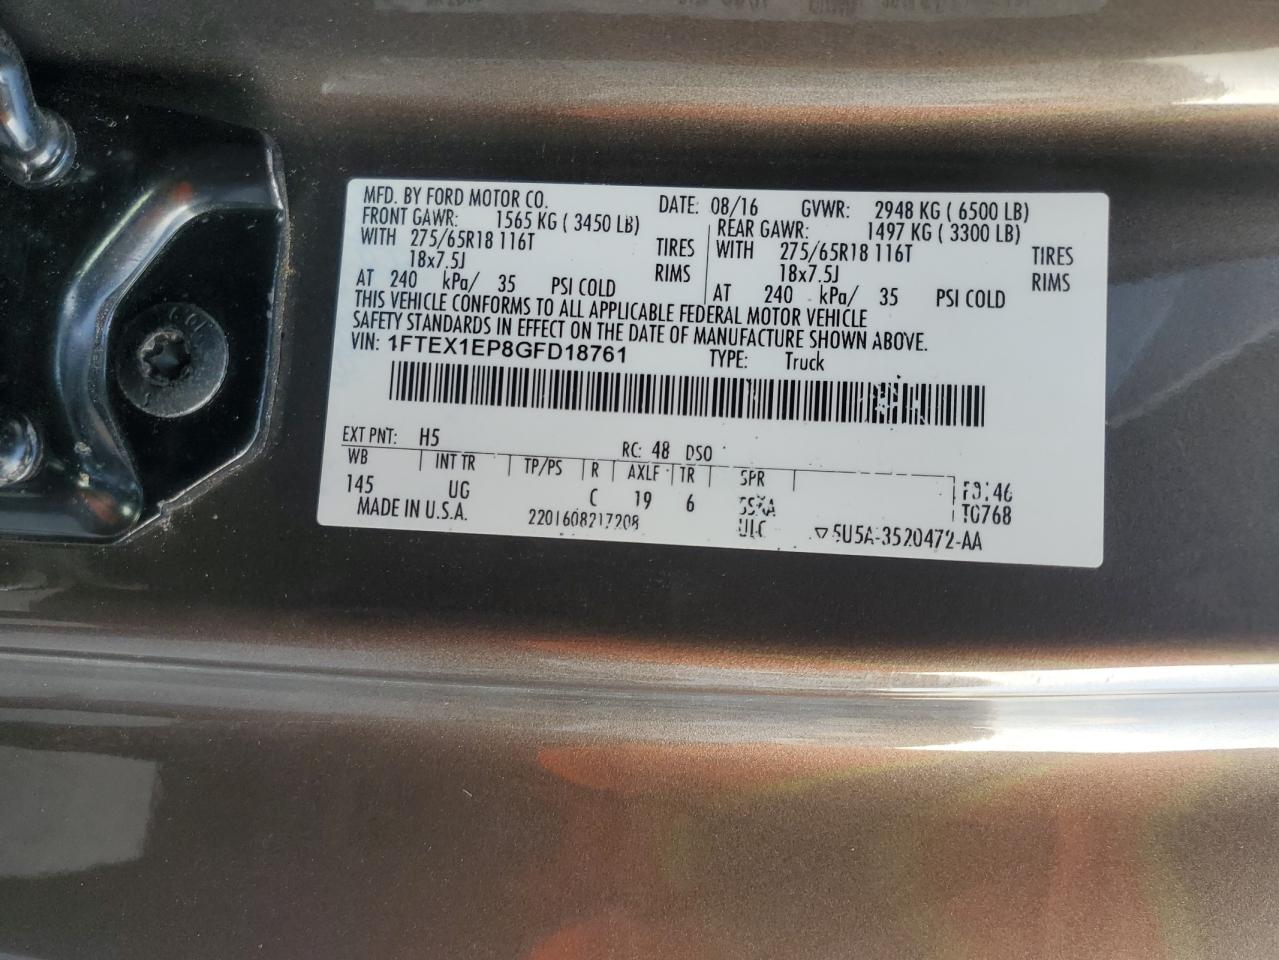 MFD. BY FORD MOTOR CO. DATE: 08/16 GVWR: 2948 KG ( 6500 LB)
FRONT GAWR: 1565 KG ( 3450 LB) REAR GAWR: 1497 KG ( 3300 LB)
WITH 275/65R18 116T TIRES WITH 275/65R18 116T TIRES
18x7.5J RIMS 18x7.5J RIMS
AT 240 kPa/ 35 PSI COLD AT 240 kPa/ 35 PSI COLD
THIS VEHICLE CONFORMS TO ALL APPLICABLE FEDERAL MOTOR VEHICLE
SAFETY STANDARDS IN EFFECT ON THE DATE OF MANUFACTURE SHOWN ABOVE.
VIN: 1FTEX1EP8GFD18761 TYPE: Truck
EXT PNT: H5 RC: 48 DSO
WB INT TR TP/PS R AXLE TR SPR
145 UG C 19 6
MADE IN U.S.A. 2201608217208 ▽5U5A-3520472-AA